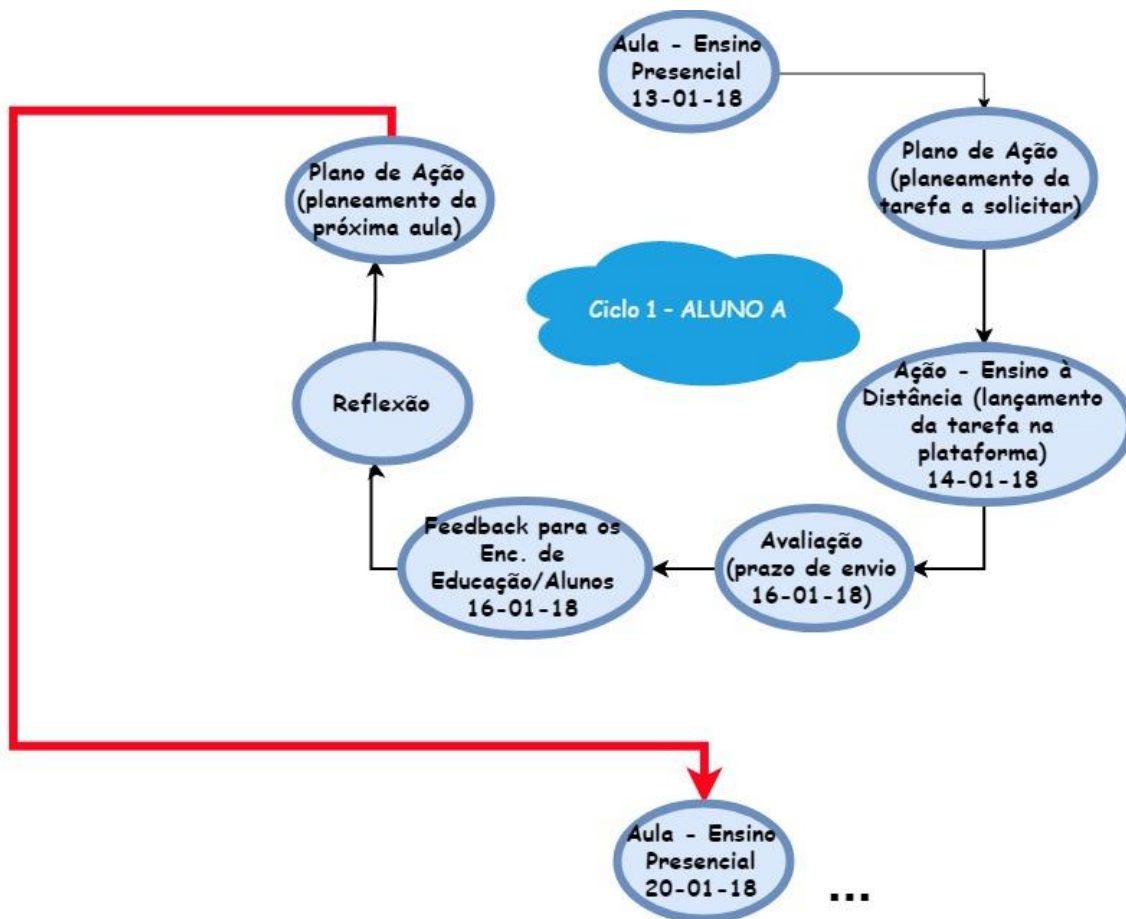 Aula - Ensino
Presencial
13-01-18
Plano de Ação
(planeamento da
tarefa a solicitar)
Ação - Ensino à
Distância (lançamento
da tarefa na
plataforma)
14-01-18
Avaliação
(prazo de envio
16-01-18)
Feedback para os
Enc. de
Educação/Alunos
16-01-18
Reflexão
Plano de Ação
(planeamento da
próxima aula)
Ciclo 1 - ALUNO A
Aula - Ensino
Presencial
20-01-18
...